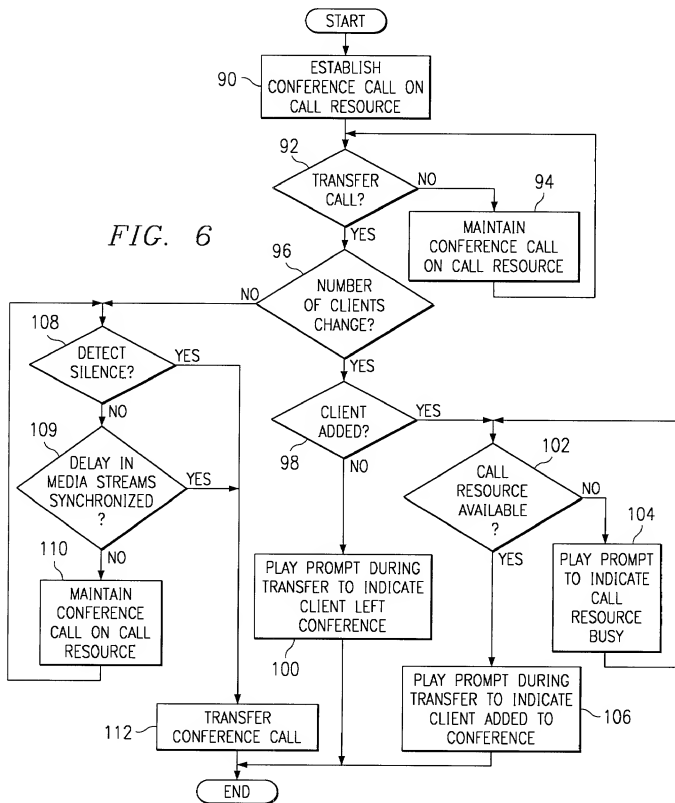 START
90
ESTABLISH
CONFERENCE CALL ON
CALL RESOURCE
92
TRANSFER
CALL?
NO
YES
94
MAINTAIN
CONFERENCE CALL
ON CALL RESOURCE
FIG. 6
96
NUMBER
OF CLIENTS
CHANGE?
NO
YES
108
DETECT
SILENCE?
YES
NO
CLIENT
ADDED?
98
YES
NO
109
DELAY IN
MEDIA STREAMS
SYNCHRONIZED
?
YES
NO
102
CALL
RESOURCE
AVAILABLE
?
NO
YES
104
PLAY PROMPT
TO INDICATE
CALL
RESOURCE
BUSY
110
MAINTAIN
CONFERENCE
CALL ON CALL
RESOURCE
PLAY PROMPT DURING
TRANSFER TO INDICATE
CLIENT LEFT
CONFERENCE
100
PLAY PROMPT DURING
TRANSFER TO INDICATE
CLIENT ADDED TO
CONFERENCE
106
112
TRANSFER
CONFERENCE CALL
END